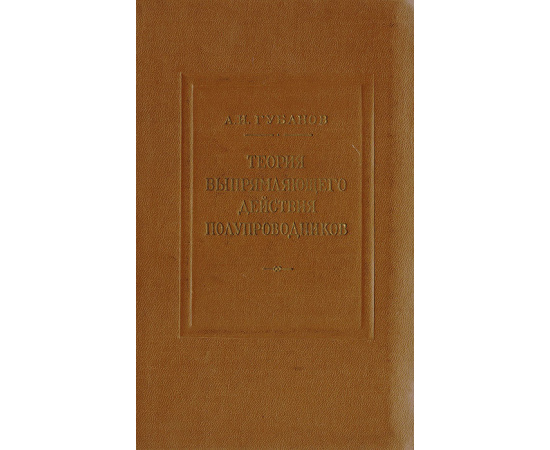 А.И.ГУБАНОВ
ТЕОРИЯ
ВЫПРЯМЛЯЮЩЕГО
ДЕЙСТВИЯ
ПОЛУПРОВОДНИКОВ